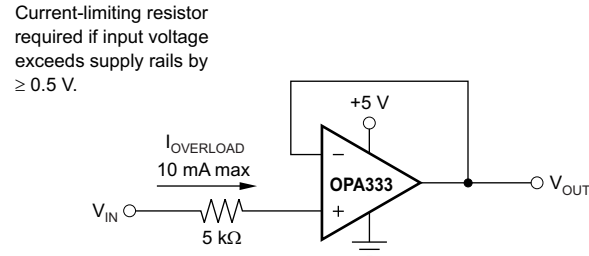 Current-limiting resistor
required if input voltage
exceeds supply rails by
≥ 0.5 V.
+5 V
I_OVERLOAD
10 mA max
−
OPA333
V_OUT
V_IN
+
5 kΩ